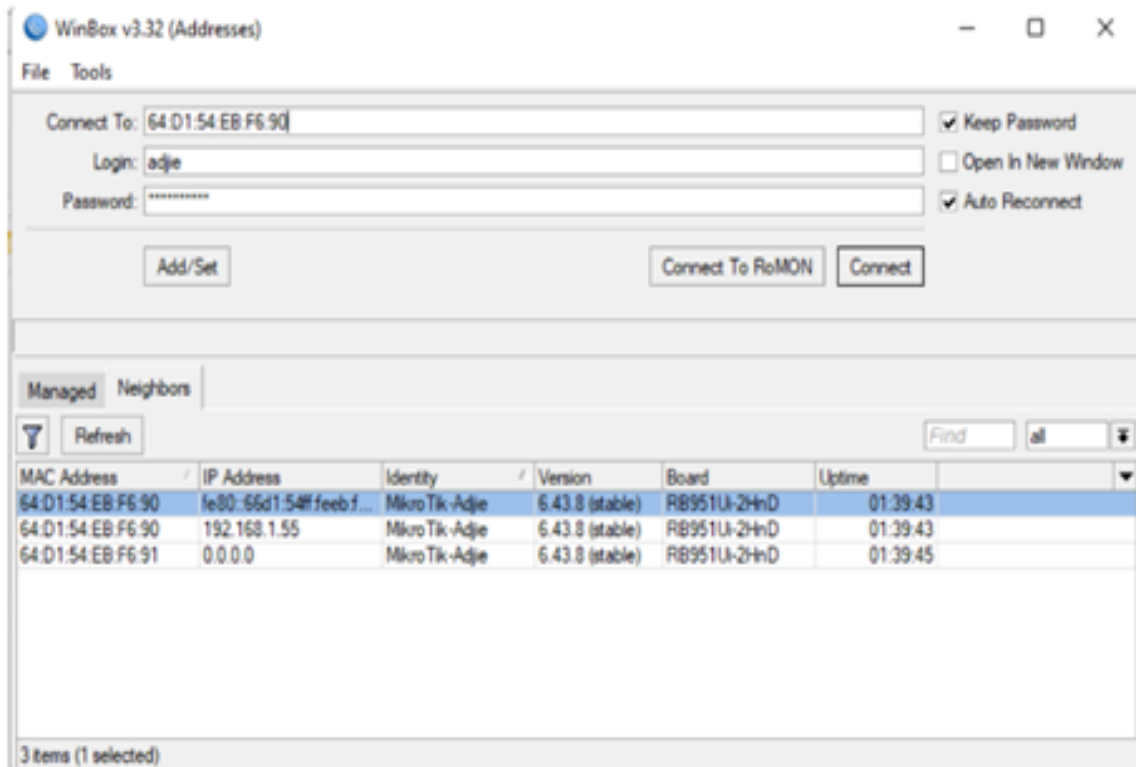 WinBox v3.32 (Addresses)
File Tools
Connect To: 64:D1:54:EB:F6:90 Keep Password
Login: adjie Open In New Window
Password: *********** Auto Reconnect
Add/Set Connect To RoMON Connect
Managed Neighbors
Refresh Find all
MAC Address IP Address Identity Version Board Uptime
64:D1:54:EB:F6:90 fe80::66d1:54ff:feeb:f... MikroTik-Adjie 6.43.8 (stable) RB951Ui-2HnD 01:39:43
64:D1:54:EB:F6:90 192.168.1.55 MikroTik-Adjie 6.43.8 (stable) RB951Ui-2HnD 01:39:43
64:D1:54:EB:F6:91 0.0.0.0 MikroTik-Adjie 6.43.8 (stable) RB951Ui-2HnD 01:39:45
3 items (1 selected)